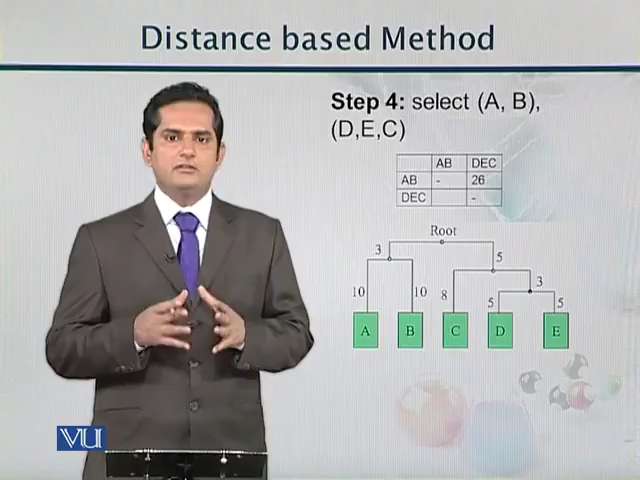 Distance based Method
Step 4: select (A, B),
(D,E,C)
AB DEC
AB - 26
DEC -
Root
3 5
3
10 10 8 5 5
A B C D E
VU